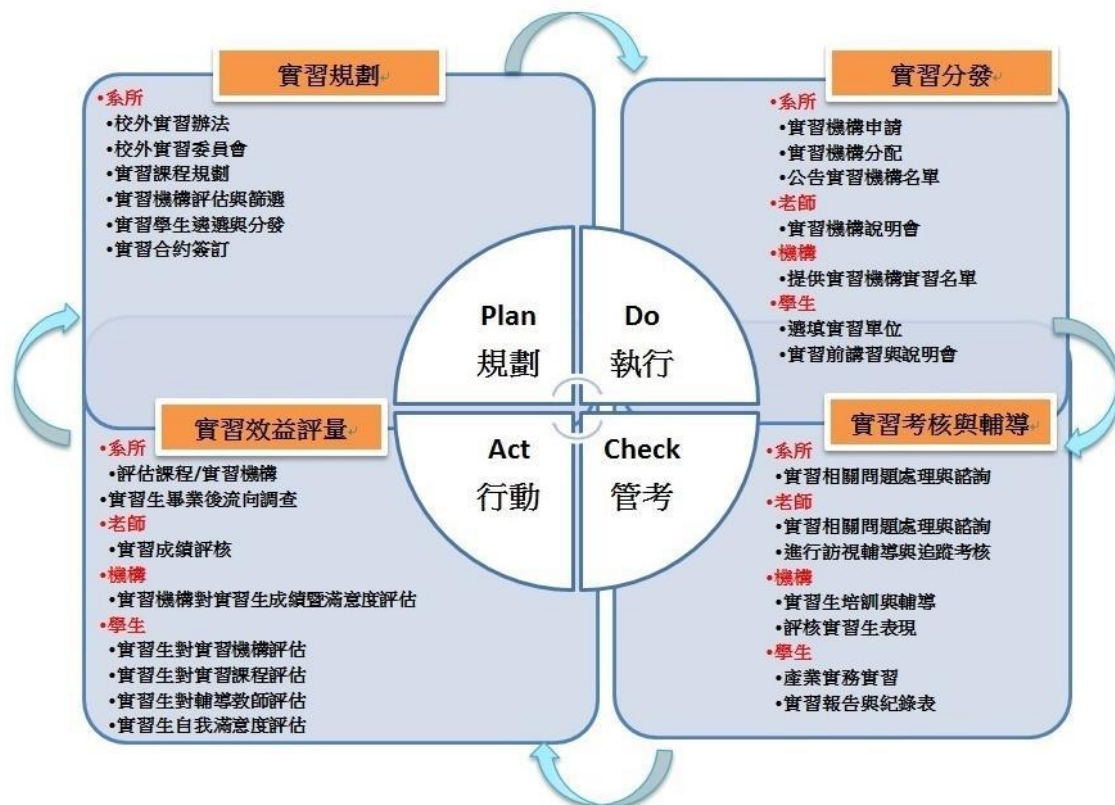 實習規劃
•系所
•校外實習辦法
•校外實習委員會
•實習課程規劃
•實習機構評估與篩選
•實習學生遴選與分發
•實習合約簽訂
實習分發
•系所
•實習機構申請
•實習機構分配
•公告實習機構名單
•老師
•實習機構說明會
•機構
•提供實習機構實習名單
•學生
•選填實習單位
•實習前講習與說明會
Plan
規劃
Do
執行
Act
行動
Check
管考
實習效益評量
•系所
•評估課程/實習機構
•實習生畢業後流向調查
•老師
•實習成績評核
•機構
•實習機構對實習生成績暨滿意度評估
•學生
•實習生對實習機構評估
•實習生對實習課程評估
•實習生對輔導教師評估
•實習生自我滿意度評估
實習考核與輔導
•系所
•實習相關問題處理與諮詢
•老師
•實習相關問題處理與諮詢
•進行訪視輔導與追蹤考核
•機構
•實習生培訓與輔導
•評核實習生表現
•學生
•產業實務實習
•實習報告與紀錄表